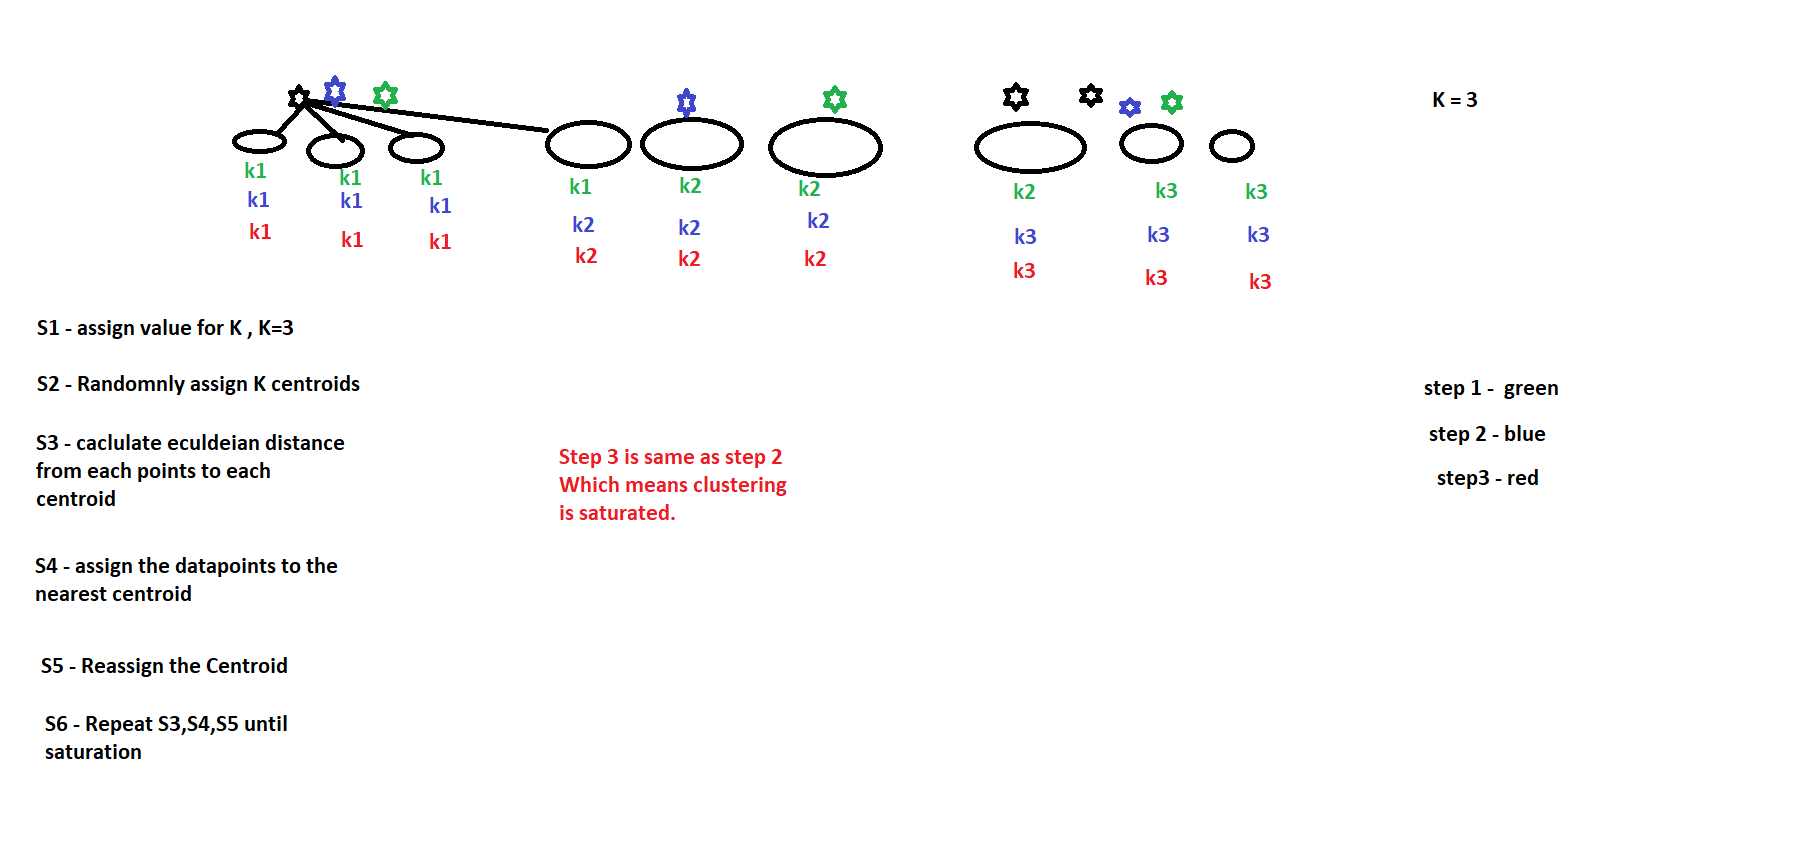 K = 3
k1 k1 k1 k1 k2 k2 k2 k3 k3
k1 k1 k1 k2 k2 k2 k3 k3 k3
k1 k1 k1 k2 k2 k2 k3 k3 k3
S1 - assign value for K , K=3
S2 - Randomnly assign K centroids
S3 - caclulate eculdeian distance
from each points to each
centroid
S4 - assign the datapoints to the
nearest centroid
S5 - Reassign the Centroid
S6 - Repeat S3,S4,S5 until
saturation
Step 3 is same as step 2
Which means clustering
is saturated.
step 1 - green
step 2 - blue
step3 - red